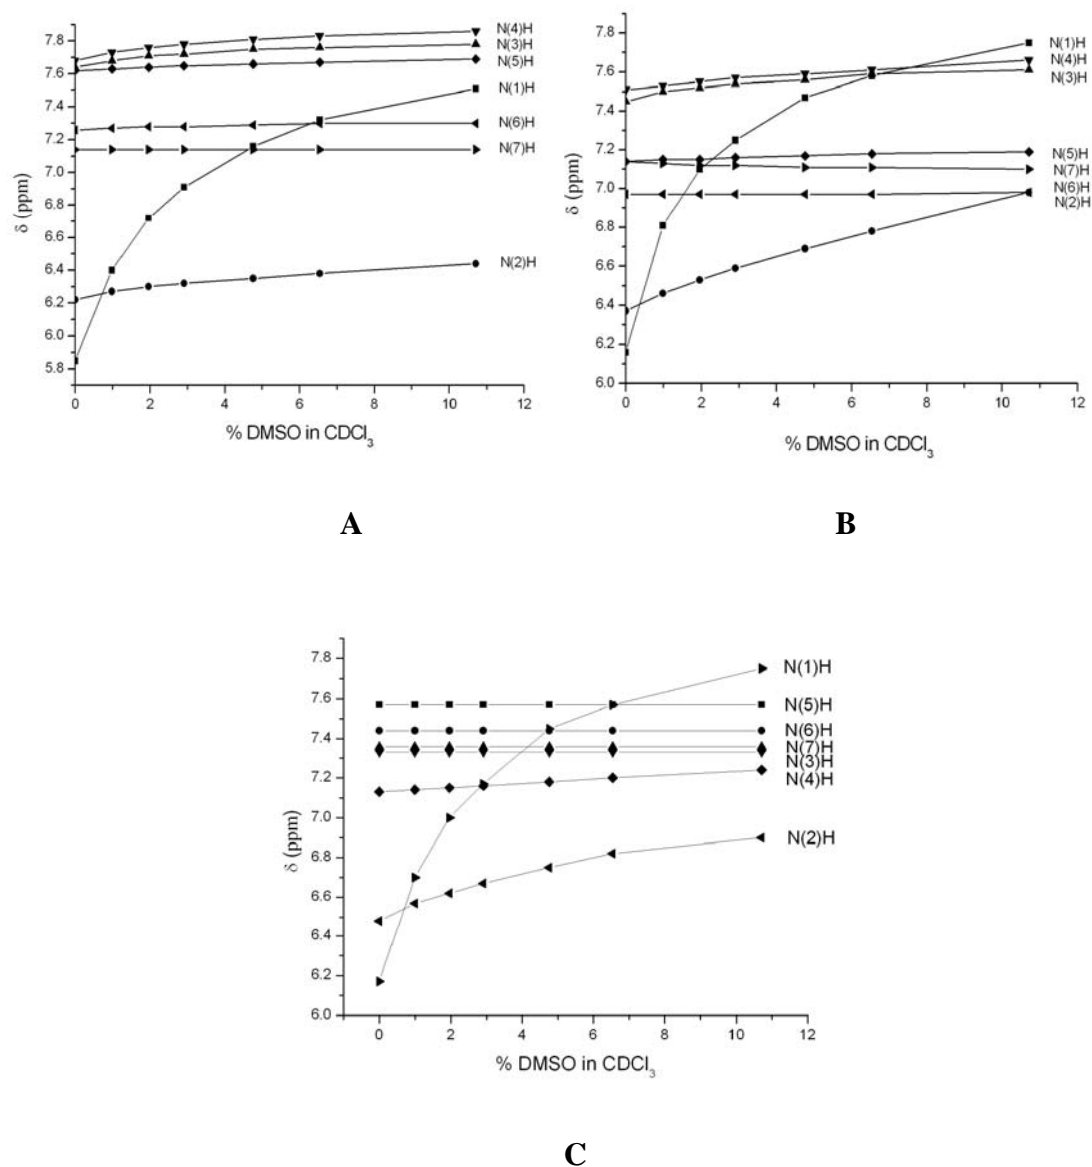 7.8
7.6
7.4
7.2
7.0
6.8
6.6
6.4
6.2
6.0
5.8
δ (ppm)
0 2 4 6 8 10 12
% DMSO in CDCl₃
N(4)H
N(3)H
N(5)H
N(1)H
N(6)H
N(7)H
N(2)H
A
7.8
7.6
7.4
7.2
7.0
6.8
6.6
6.4
6.2
6.0
δ (ppm)
0 2 4 6 8 10 12
% DMSO in CDCl₃
N(1)H
N(4)H
N(3)H
N(5)H
N(7)H
N(6)H
N(2)H
B
7.8
7.6
7.4
7.2
7.0
6.8
6.6
6.4
6.2
6.0
δ (ppm)
0 2 4 6 8 10 12
% DMSO in CDCl₃
N(1)H
N(5)H
N(6)H
N(7)H
N(3)H
N(4)H
N(2)H
C